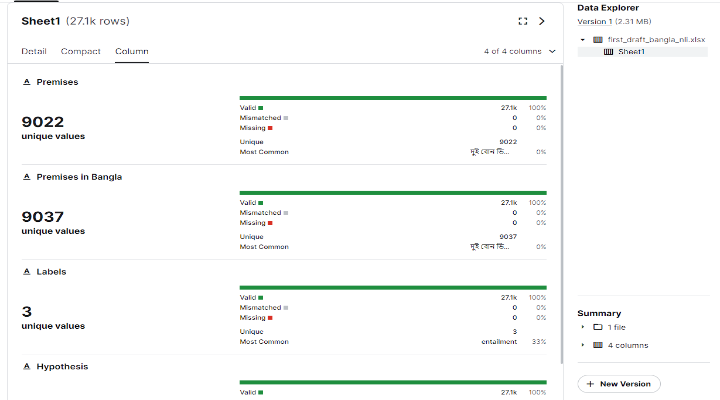 Sheet1 (27.1k rows)
Detail Compact Column 4 of 4 columns
Premises
9022
unique values
Valid 27.1k 100%
Mismatched 0 0%
Missing 0 0%
Unique 9022
Most Common দুই বোন ভি... 0%
Premises in Bangla
9037
unique values
Valid 27.1k 100%
Mismatched 0 0%
Missing 0 0%
Unique 9037
Most Common দুই বোন ভি... 0%
Labels
3
unique values
Valid 27.1k 100%
Mismatched 0 0%
Missing 0 0%
Unique 3
Most Common entailment 33%
Hypothesis
Valid 27.1k 100%
Data Explorer
Version 1 (2.31 MB)
first_draft_bangla_nli.xlsx
Sheet1
Summary
1 file
4 columns
+ New Version